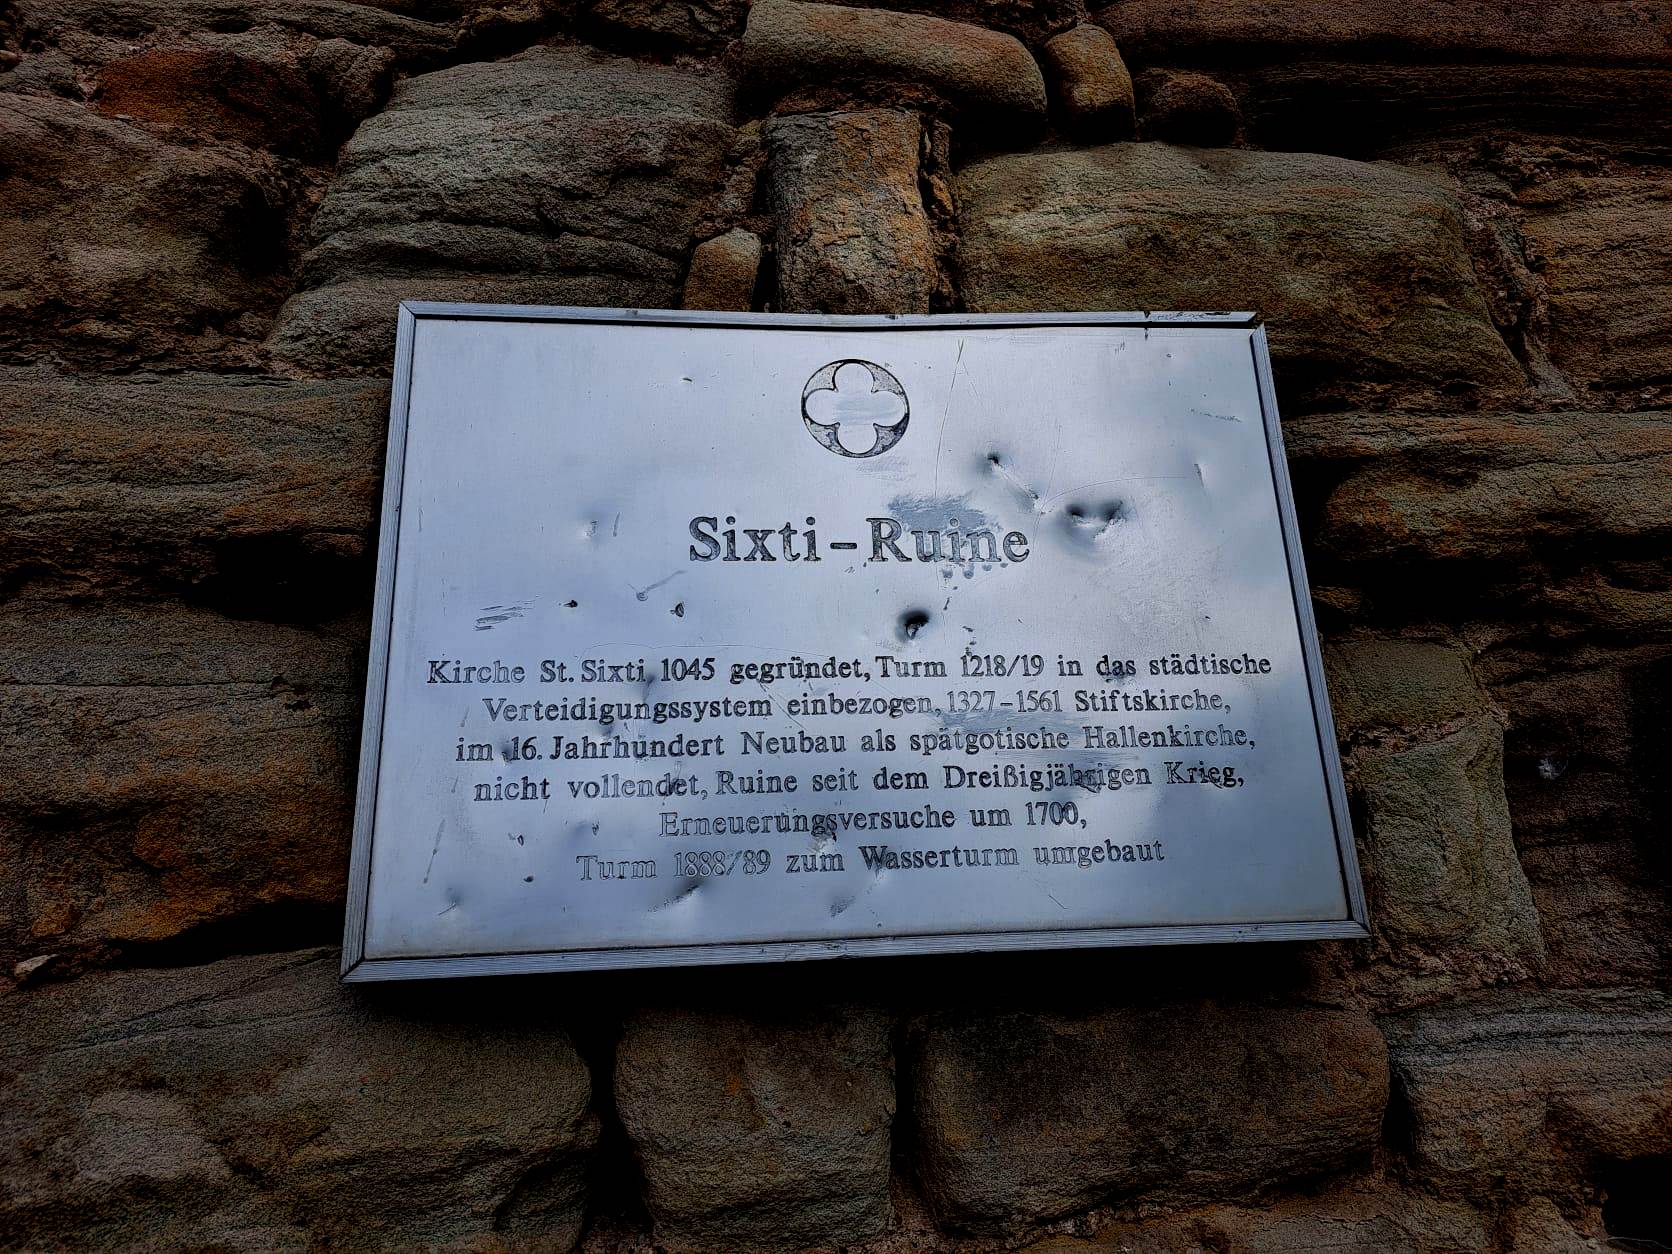 Sixti-Ruine
Kirche St. Sixti 1045 gegründet, Turm 1218/19 in das städtische
Verteidigungssystem einbezogen, 1327-1561 Stiftskirche,
im 16. Jahrhundert Neubau als spätgotische Hallenkirche,
nicht vollendet, Ruine seit dem Dreißigjährigen Krieg,
Erneuerungsversuche um 1700,
Turm 1888/89 zum Wasserturm umgebaut